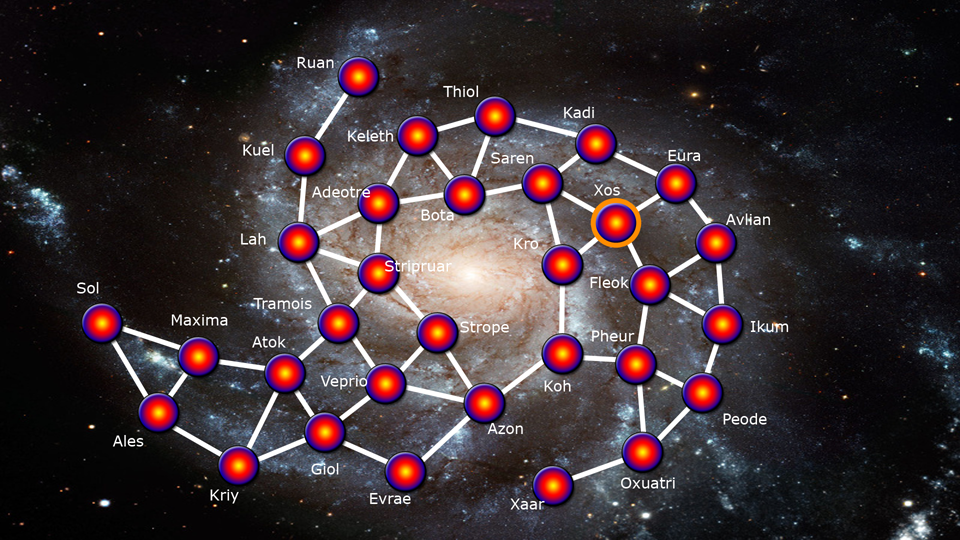 Ruan
Thiol
Kadi
Keleth
Kuel
Saren
Eura
Adeotre
Xos
Bota
Avlian
Lah
Kro
Stripruar
Fleok
Sol
Tramois
Maxima
Strope
Ikum
Atok
Pheur
Veprio
Koh
Peode
Ales
Azon
Giol
Oxuatri
Kriy
Evrae
Xaar